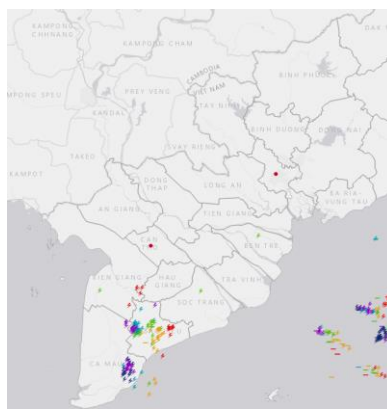 KAMPONG
CHHNANG
KAMPONG CHAM
CAMBODIA
VIET NAM
BINH PHUOC
TAY NINH
MPONG SPEU
PREY VENG
KANDAL
BINH DUONG
DONG NAI
SVAY RIENG
TAKEO
KAMPOT
DONG
THAP
LONG AN
BA RIA-
VUNG TAU
AN GIANG
TIEN GIANG
CAN
BEN TRE
KIEN GIANG
HAU
GIANG
TRA VINH
SOC TRANG
CA MAU